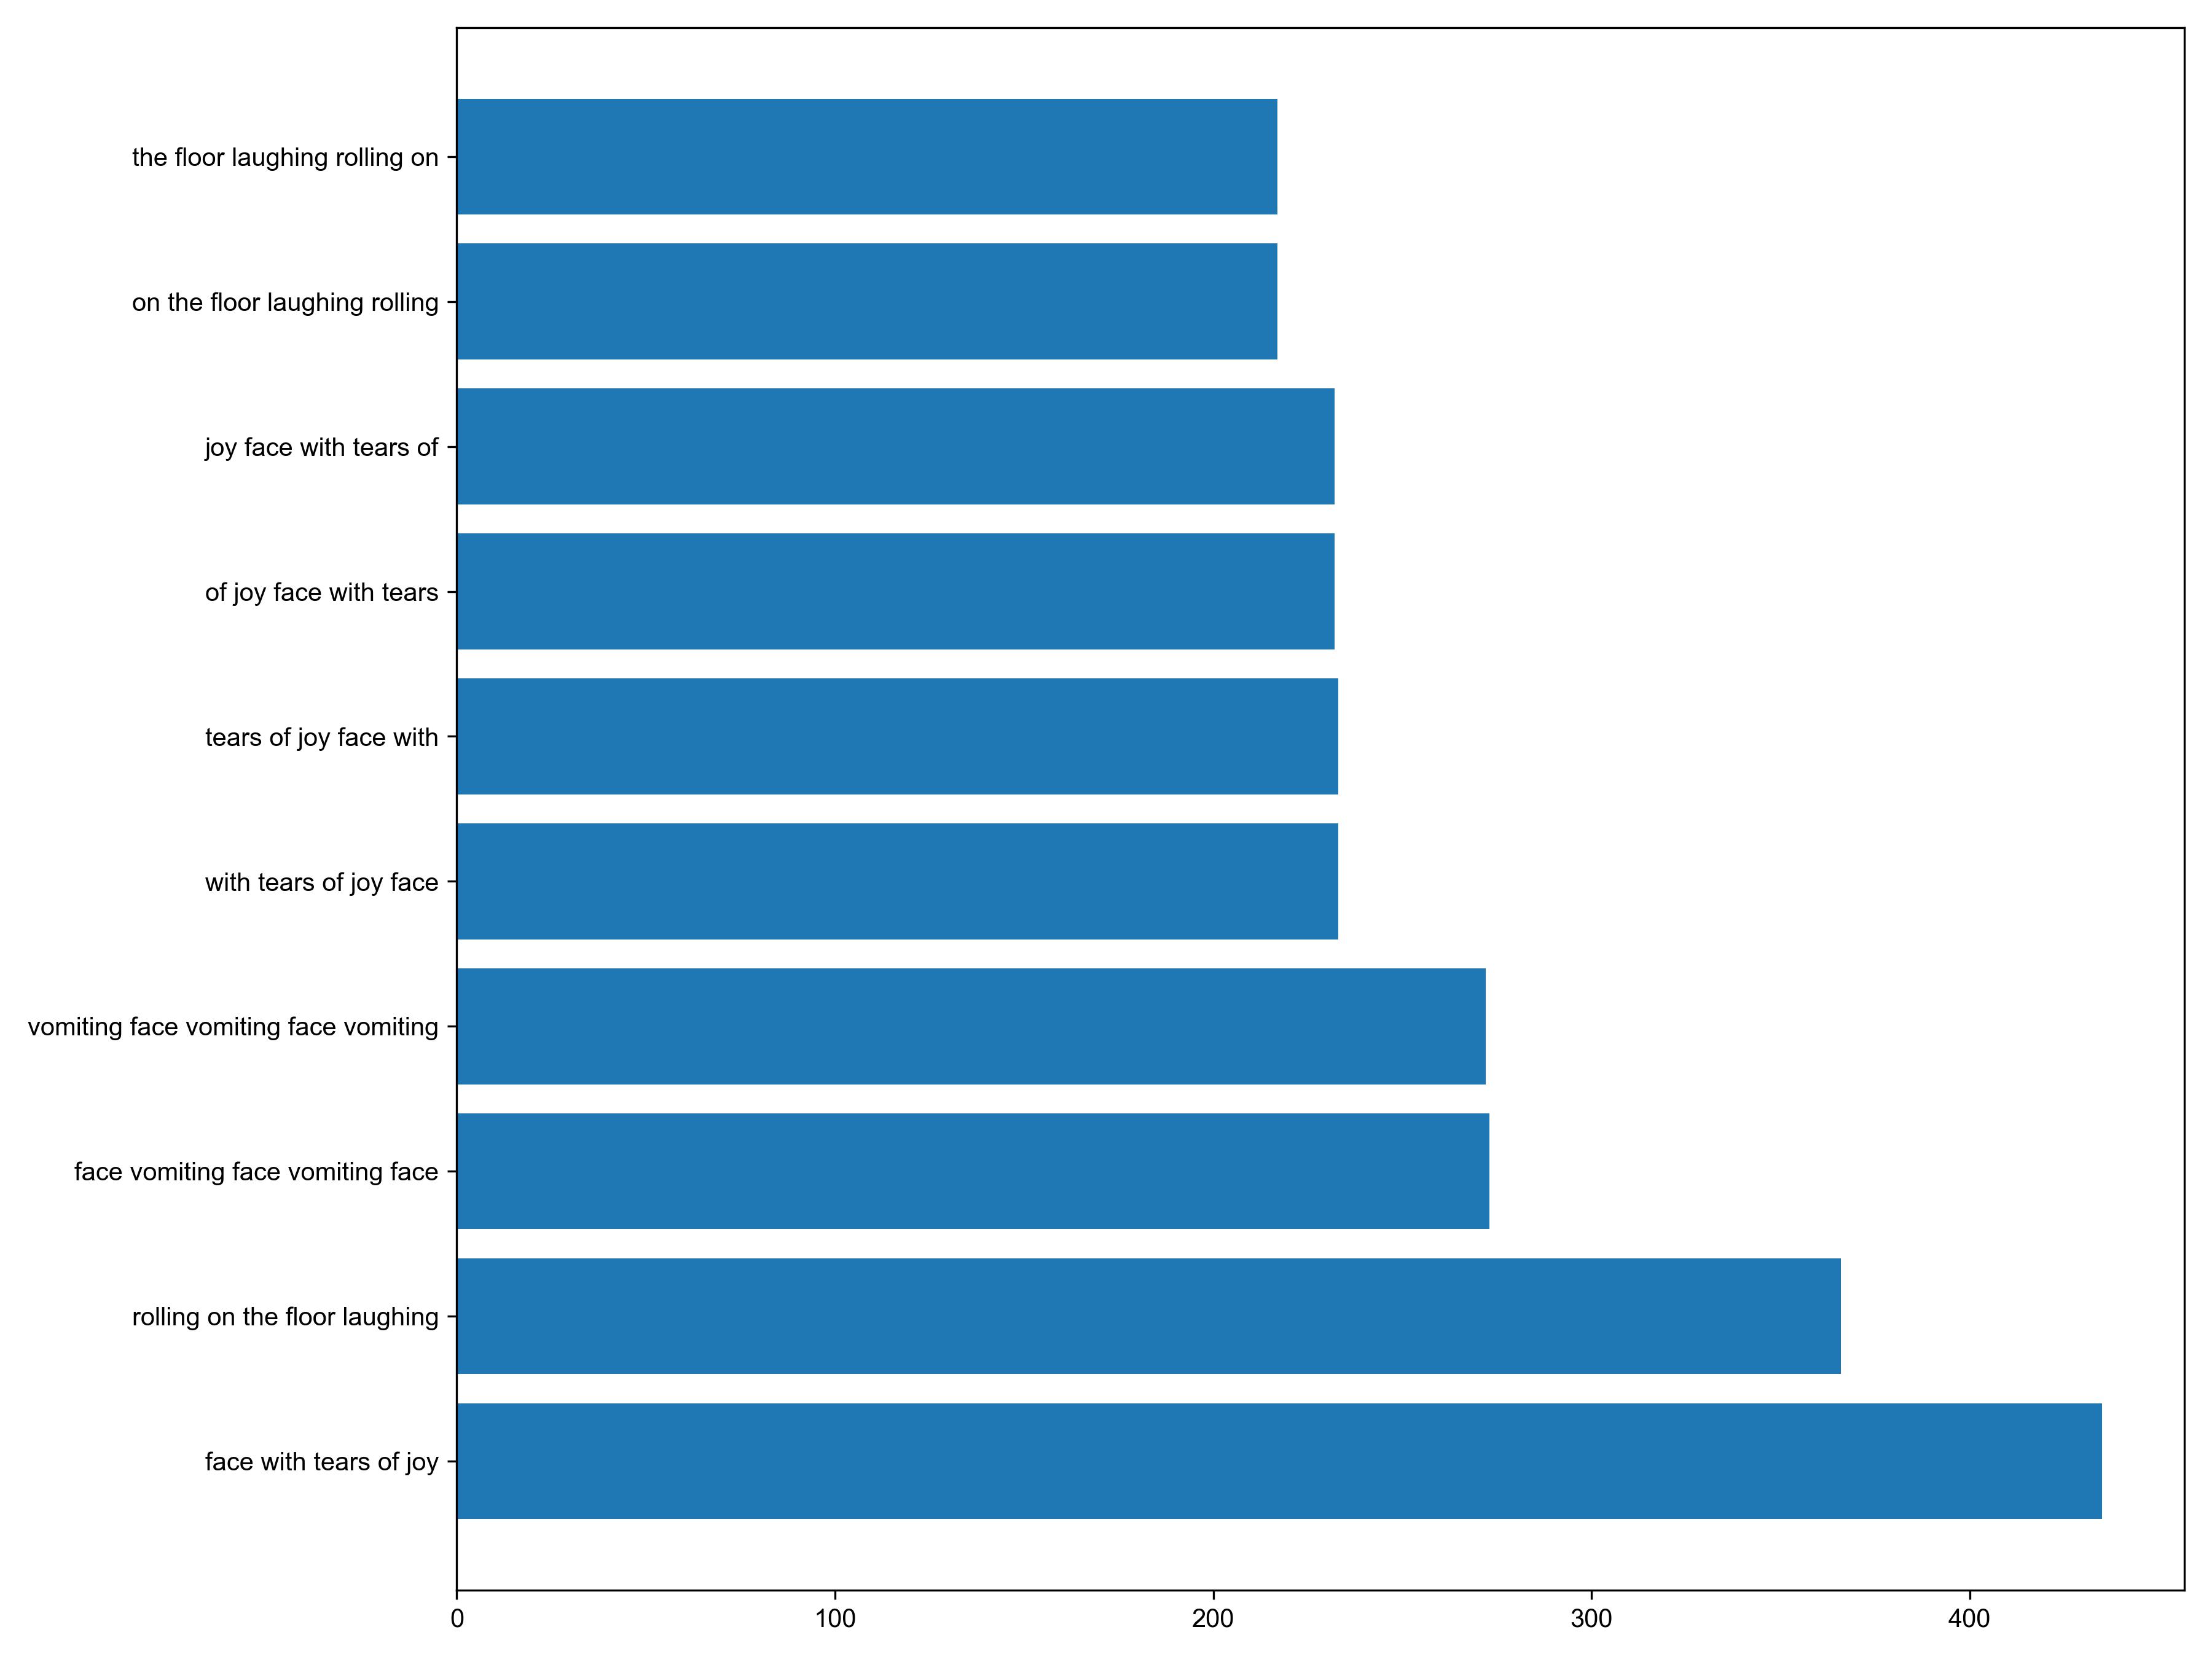 the floor laughing rolling on
on the floor laughing rolling
joy face with tears of
of joy face with tears
tears of joy face with
with tears of joy face
vomiting face vomiting face vomiting
face vomiting face vomiting face
rolling on the floor laughing
face with tears of joy
0 100 200 300 400